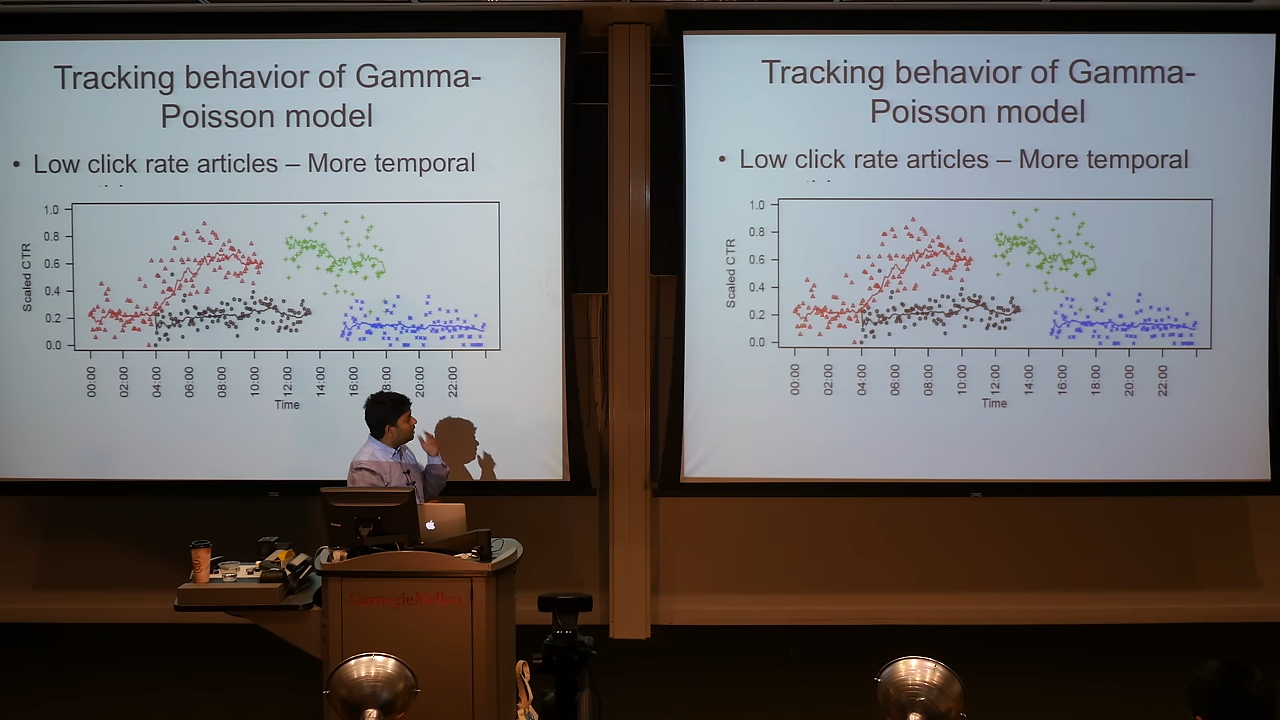 Tracking behavior of Gamma-
Poisson model
• Low click rate articles – More temporal
1.0
0.8
0.6
0.4
0.2
0.0
Scaled CTR
00:00 02:00 04:00 06:00 08:00 10:00 12:00 14:00 16:00 18:00 20:00 22:00
Time
Tracking behavior of Gamma-
Poisson model
• Low click rate articles – More temporal
1.0
0.8
0.6
0.4
0.2
0.0
Scaled CTR
00:00 02:00 04:00 06:00 08:00 10:00 12:00 14:00 16:00 18:00 20:00 22:00
Time
Carnegie Mellon